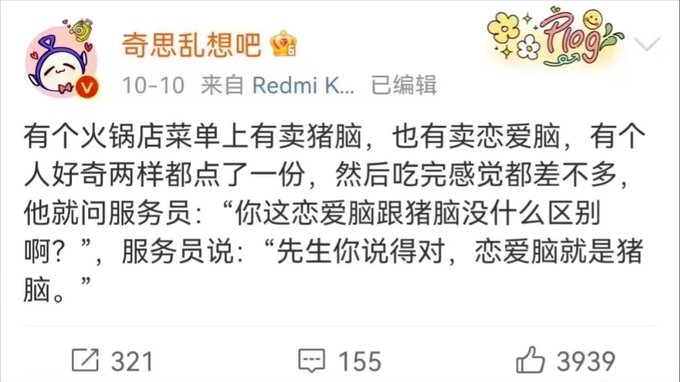 奇思乱想吧
Plog
10-10 来自 Redmi K... 已编辑
有个火锅店菜单上有卖猪脑，也有卖恋爱脑，有个
人好奇两样都点了一份，然后吃完感觉都差不多，
他就问服务员：“你这恋爱脑跟猪脑没什么区别
啊？”，服务员说：“先生你说得对，恋爱脑就是猪
脑。”
321
155
3939